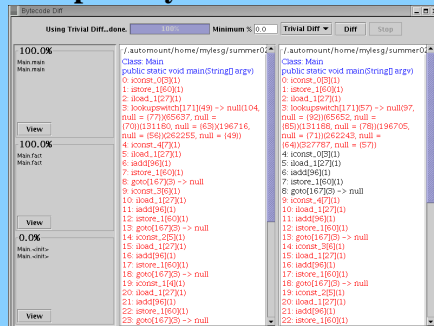 Bytecode Diff
Using Trivial Diff...done.
100%
Minimum %
0.0
Trivial Diff
Diff
Stop
100.0%
Main.main
Main.main
View
100.0%
Main.fact
Main.fact
View
0.0%
Main.<init>
Main.<init>
View
/.automount/home/mylesg/summer02
Class: Main
public static void main(String[] argv)
0: iconst_0[3](1)
1: istore_1[60](1)
2: iload_1[27](1)
3: lookupswitch[171](49) -> null(104,
null = (77))(65637, null =
(70))(131180, null = (63))(196716,
null = (56))(262255, null = (49))
4: iconst_4[7](1)
5: iload_1[27](1)
6: iadd[96](1)
7: istore_1[60](1)
8: goto[167](3) -> null
9: iconst_3[6](1)
10: iload_1[27](1)
11: iadd[96](1)
12: istore_1[60](1)
13: goto[167](3) -> null
14: iconst_2[5](1)
15: iload_1[27](1)
16: iadd[96](1)
17: istore_1[60](1)
18: goto[167](3) -> null
19: iconst_1[4](1)
20: iload_1[27](1)
21: iadd[96](1)
22: istore_1[60](1)
23: goto[167](3) -> null
/.automount/home/mylesg/summer02
Class: Main
public static void main(String[] argv)
0: iconst_0[3](1)
1: istore_1[60](1)
2: iload_1[27](1)
3: lookupswitch[171](57) -> null(97,
null = (92))(65652, null =
(85))(131188, null = (78))(196705,
null = (71))(262243, null =
(64))(327787, null = (57))
4: iconst_0[3](1)
5: iload_1[27](1)
6: iadd[96](1)
7: istore_1[60](1)
8: goto[167](3) -> null
9: iconst_4[7](1)
10: iload_1[27](1)
11: iadd[96](1)
12: istore_1[60](1)
13: goto[167](3) -> null
14: iconst_3[6](1)
15: iload_1[27](1)
16: iadd[96](1)
17: istore_1[60](1)
18: goto[167](3) -> null
19: iconst_2[5](1)
20: iload_1[27](1)
21: iadd[96](1)
22: istore_1[60](1)